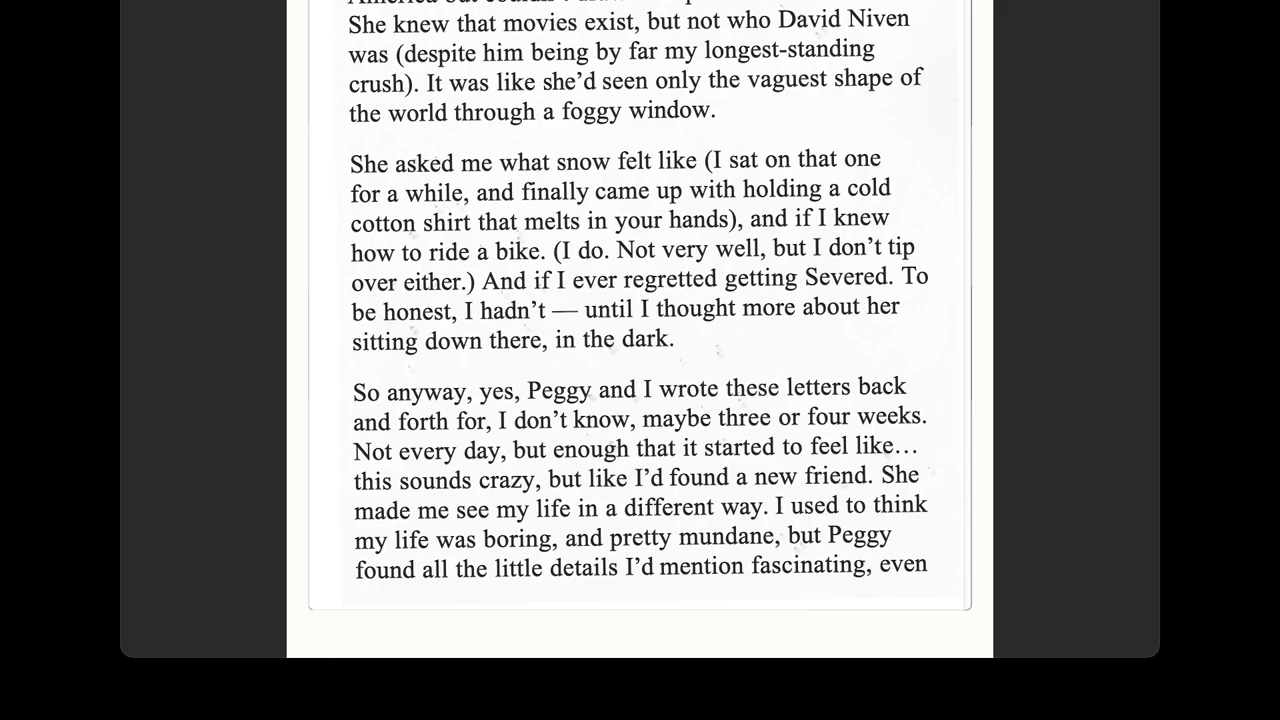 She knew that movies exist, but not who David Niven
was (despite him being by far my longest-standing
crush). It was like she’d seen only the vaguest shape of
the world through a foggy window.
She asked me what snow felt like (I sat on that one
for a while, and finally came up with holding a cold
cotton shirt that melts in your hands), and if I knew
how to ride a bike. (I do. Not very well, but I don’t tip
over either.) And if I ever regretted getting Severed. To
be honest, I hadn’t — until I thought more about her
sitting down there, in the dark.
So anyway, yes, Peggy and I wrote these letters back
and forth for, I don’t know, maybe three or four weeks.
Not every day, but enough that it started to feel like…
this sounds crazy, but like I’d found a new friend. She
made me see my life in a different way. I used to think
my life was boring, and pretty mundane, but Peggy
found all the little details I’d mention fascinating, even